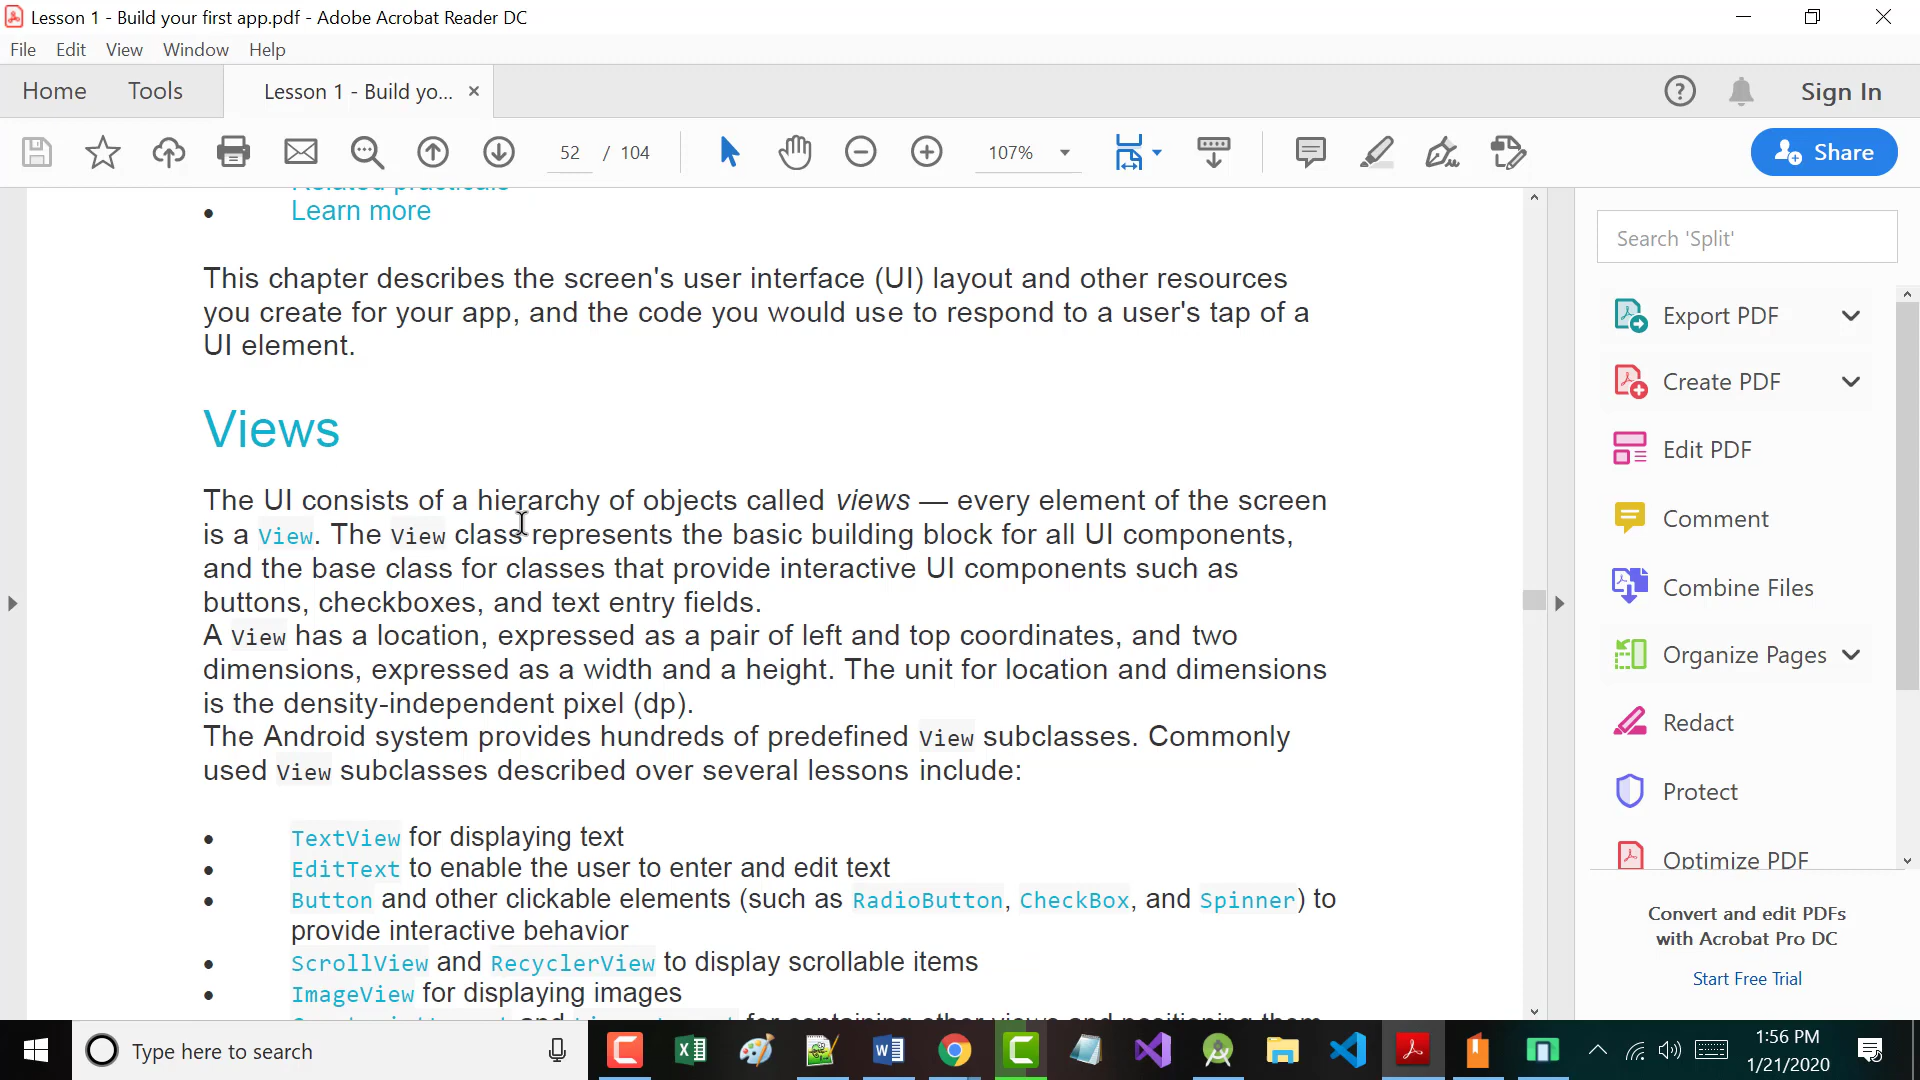 Lesson 1 - Build your first app.pdf - Adobe Acrobat Reader DC
File Edit View Window Help
Home Tools Lesson 1 - Build yo... × Sign In
52 / 104 107% Share
Related practicals
Learn more
This chapter describes the screen's user interface (UI) layout and other resources
you create for your app, and the code you would use to respond to a user's tap of a
UI element.
Views
The UI consists of a hierarchy of objects called views — every element of the screen
is a View. The View class represents the basic building block for all UI components,
and the base class for classes that provide interactive UI components such as
buttons, checkboxes, and text entry fields.
A View has a location, expressed as a pair of left and top coordinates, and two
dimensions, expressed as a width and a height. The unit for location and dimensions
is the density-independent pixel (dp).
The Android system provides hundreds of predefined View subclasses. Commonly
used View subclasses described over several lessons include:
• TextView for displaying text
• EditText to enable the user to enter and edit text
• Button and other clickable elements (such as RadioButton, CheckBox, and Spinner) to
provide interactive behavior
• ScrollView and RecyclerView to display scrollable items
• ImageView for displaying images
and for containing other views and positioning them
Search 'Split'
Export PDF
Create PDF
Edit PDF
Comment
Combine Files
Organize Pages
Redact
Protect
Optimize PDF
Convert and edit PDFs
with Acrobat Pro DC
Start Free Trial
Type here to search
1:56 PM
1/21/2020